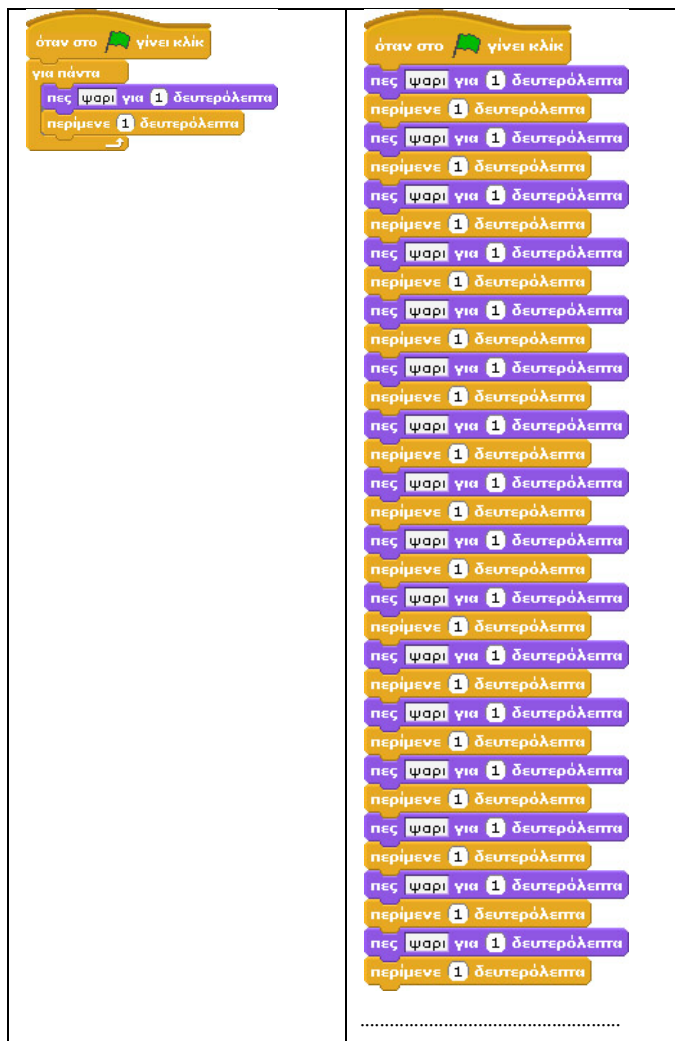 όταν στο γίνει κλίκ
για πάντα
πες ψαρι για 1 δευτερόλεπτα
περίμενε 1 δευτερόλεπτα
όταν στο γίνει κλίκ
πες ψαρι για 1 δευτερόλεπτα
περίμενε 1 δευτερόλεπτα
πες ψαρι για 1 δευτερόλεπτα
περίμενε 1 δευτερόλεπτα
πες ψαρι για 1 δευτερόλεπτα
περίμενε 1 δευτερόλεπτα
πες ψαρι για 1 δευτερόλεπτα
περίμενε 1 δευτερόλεπτα
πες ψαρι για 1 δευτερόλεπτα
περίμενε 1 δευτερόλεπτα
πες ψαρι για 1 δευτερόλεπτα
περίμενε 1 δευτερόλεπτα
πες ψαρι για 1 δευτερόλεπτα
περίμενε 1 δευτερόλεπτα
πες ψαρι για 1 δευτερόλεπτα
περίμενε 1 δευτερόλεπτα
πες ψαρι για 1 δευτερόλεπτα
περίμενε 1 δευτερόλεπτα
πες ψαρι για 1 δευτερόλεπτα
περίμενε 1 δευτερόλεπτα
πες ψαρι για 1 δευτερόλεπτα
περίμενε 1 δευτερόλεπτα
πες ψαρι για 1 δευτερόλεπτα
περίμενε 1 δευτερόλεπτα
πες ψαρι για 1 δευτερόλεπτα
περίμενε 1 δευτερόλεπτα
πες ψαρι για 1 δευτερόλεπτα
περίμενε 1 δευτερόλεπτα
πες ψαρι για 1 δευτερόλεπτα
περίμενε 1 δευτερόλεπτα
πες ψαρι για 1 δευτερόλεπτα
περίμενε 1 δευτερόλεπτα
......................................................